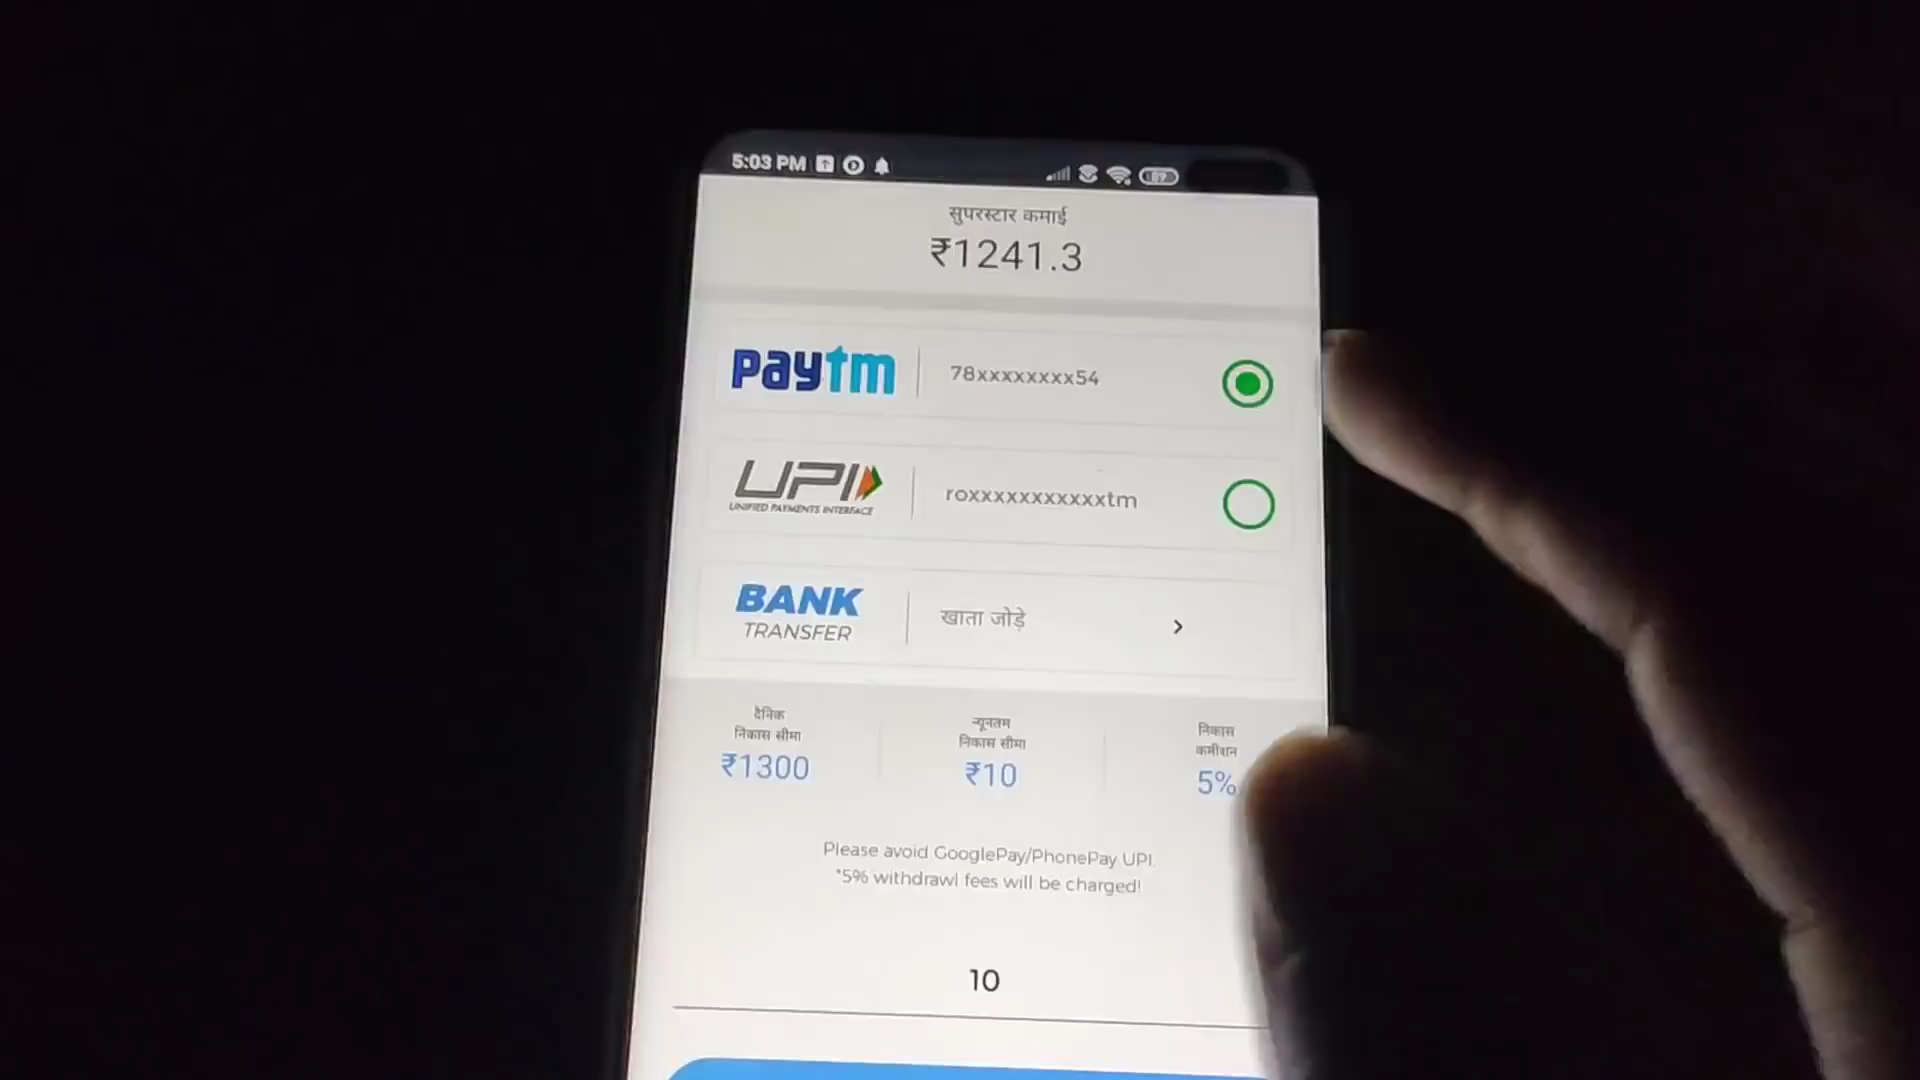 5:03 PM
87
सुपरस्टार कमाई
₹1241.3
paytm
78xxxxxxxx54
UPI
UNIFIED PAYMENTS INTERFACE
roxxxxxxxxxxxtm
BANK
TRANSFER
खाता जोड़े
दैनिक
निकास सीमा
₹1300
न्यूनतम
निकास सीमा
₹10
निकास
कमीशन
5%
Please avoid GooglePay/PhonePay UPI.
*5% withdrawl fees will be charged!
10